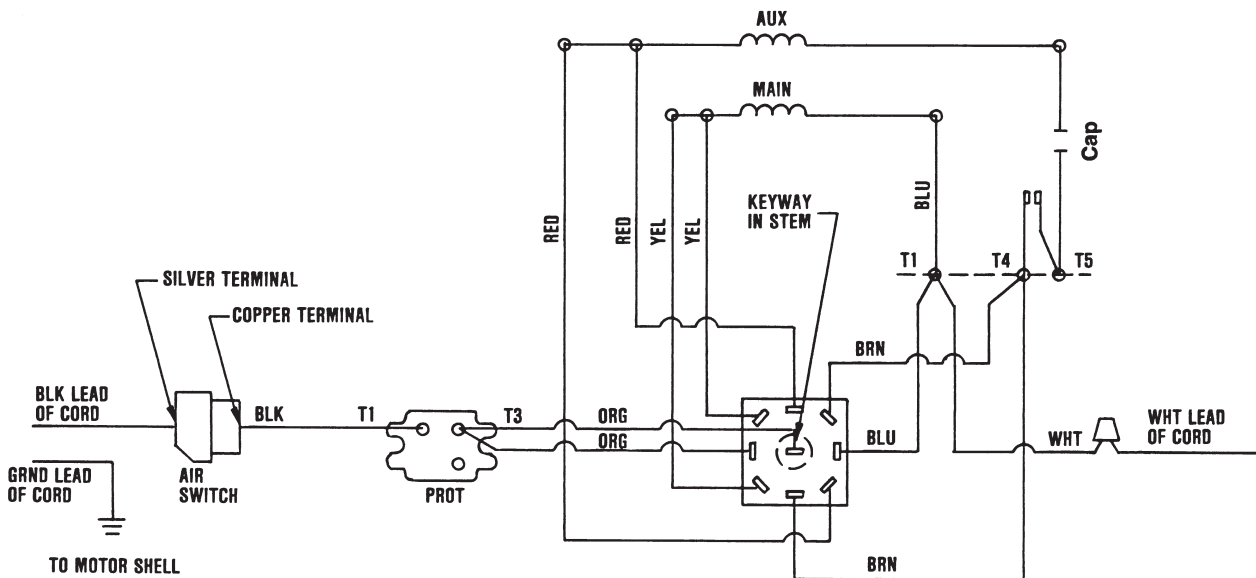 AUX
MAIN
Cap
RED
RED
YEL
YEL
BLU
KEYWAY
IN STEM
T1
T4
T5
SILVER TERMINAL
COPPER TERMINAL
BRN
BLK LEAD
OF CORD
BLK
T1
T3
ORG
ORG
BLU
WHT
WHT LEAD
OF CORD
GRND LEAD
OF CORD
AIR
SWITCH
PROT
TO MOTOR SHELL
BRN